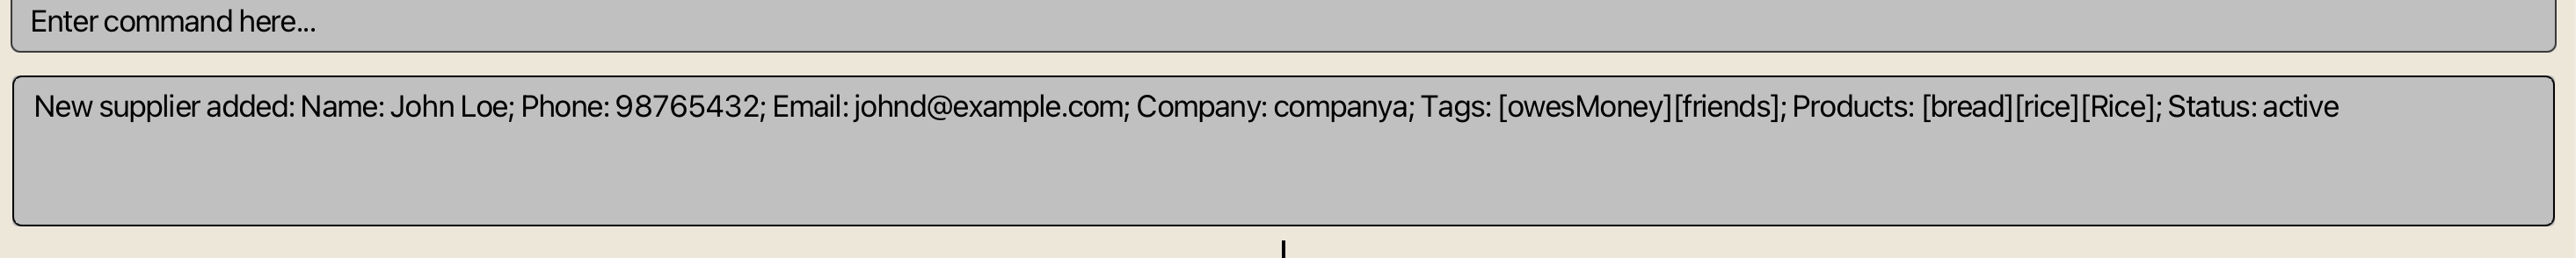 Enter command here...
New supplier added: Name: John Loe; Phone: 98765432; Email: johnd@example.com; Company: companya; Tags: [owesMoney][friends]; Products: [bread][rice][Rice]; Status: active